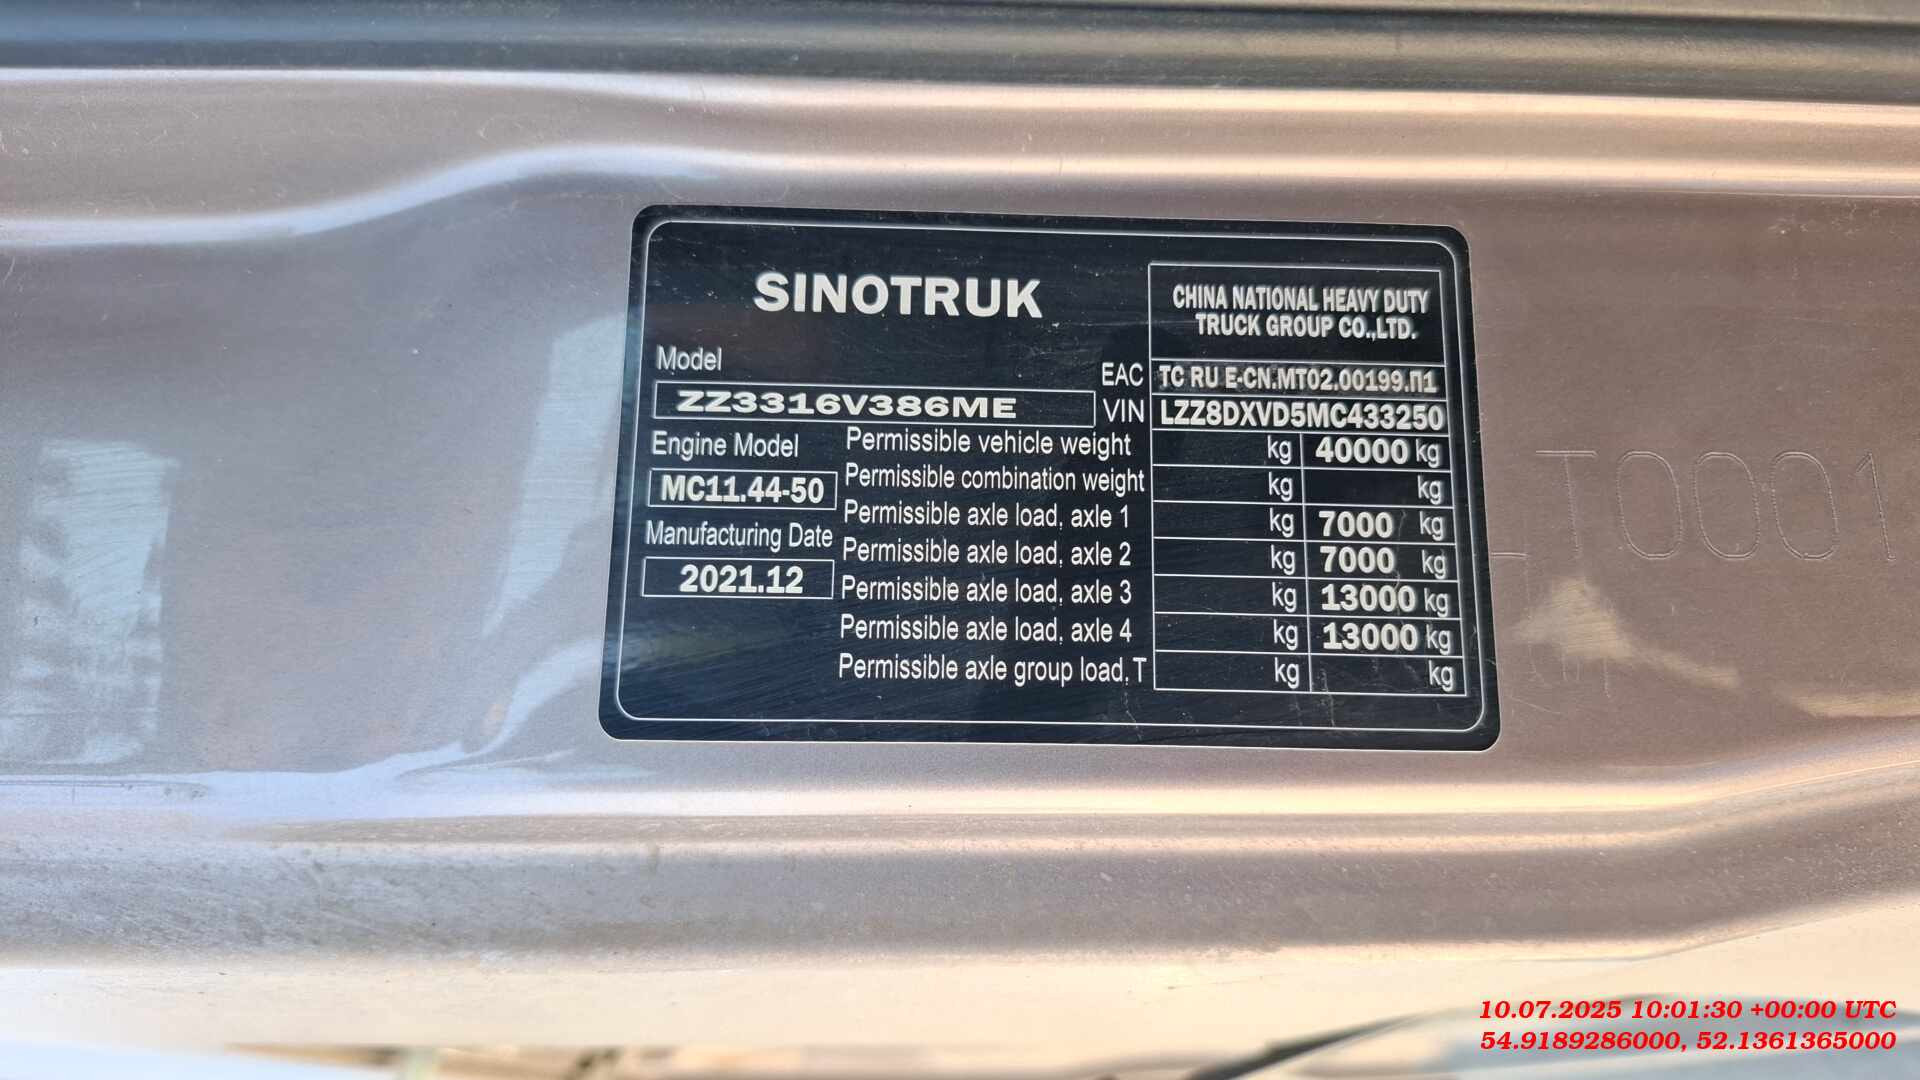 SINOTRUK
CHINA NATIONAL HEAVY DUTY
TRUCK GROUP CO.,LTD.
Model
EAC TC RU E-CN.MT02.00199.П1
ZZ3316V386ME
VIN LZZ8DXVD5MC433250
Engine Model
Permissible vehicle weight kg 40000 kg
MC11.44-50
Permissible combination weight kg kg
Permissible axle load, axle 1 kg 7000 kg
Manufacturing Date
Permissible axle load, axle 2 kg 7000 kg
2021.12
Permissible axle load, axle 3 kg 13000 kg
Permissible axle load, axle 4 kg 13000 kg
Permissible axle group load. T kg kg
LT0001
10.07.2025 10:01:30 +00:00 UTC
54.9189286000, 52.1361365000